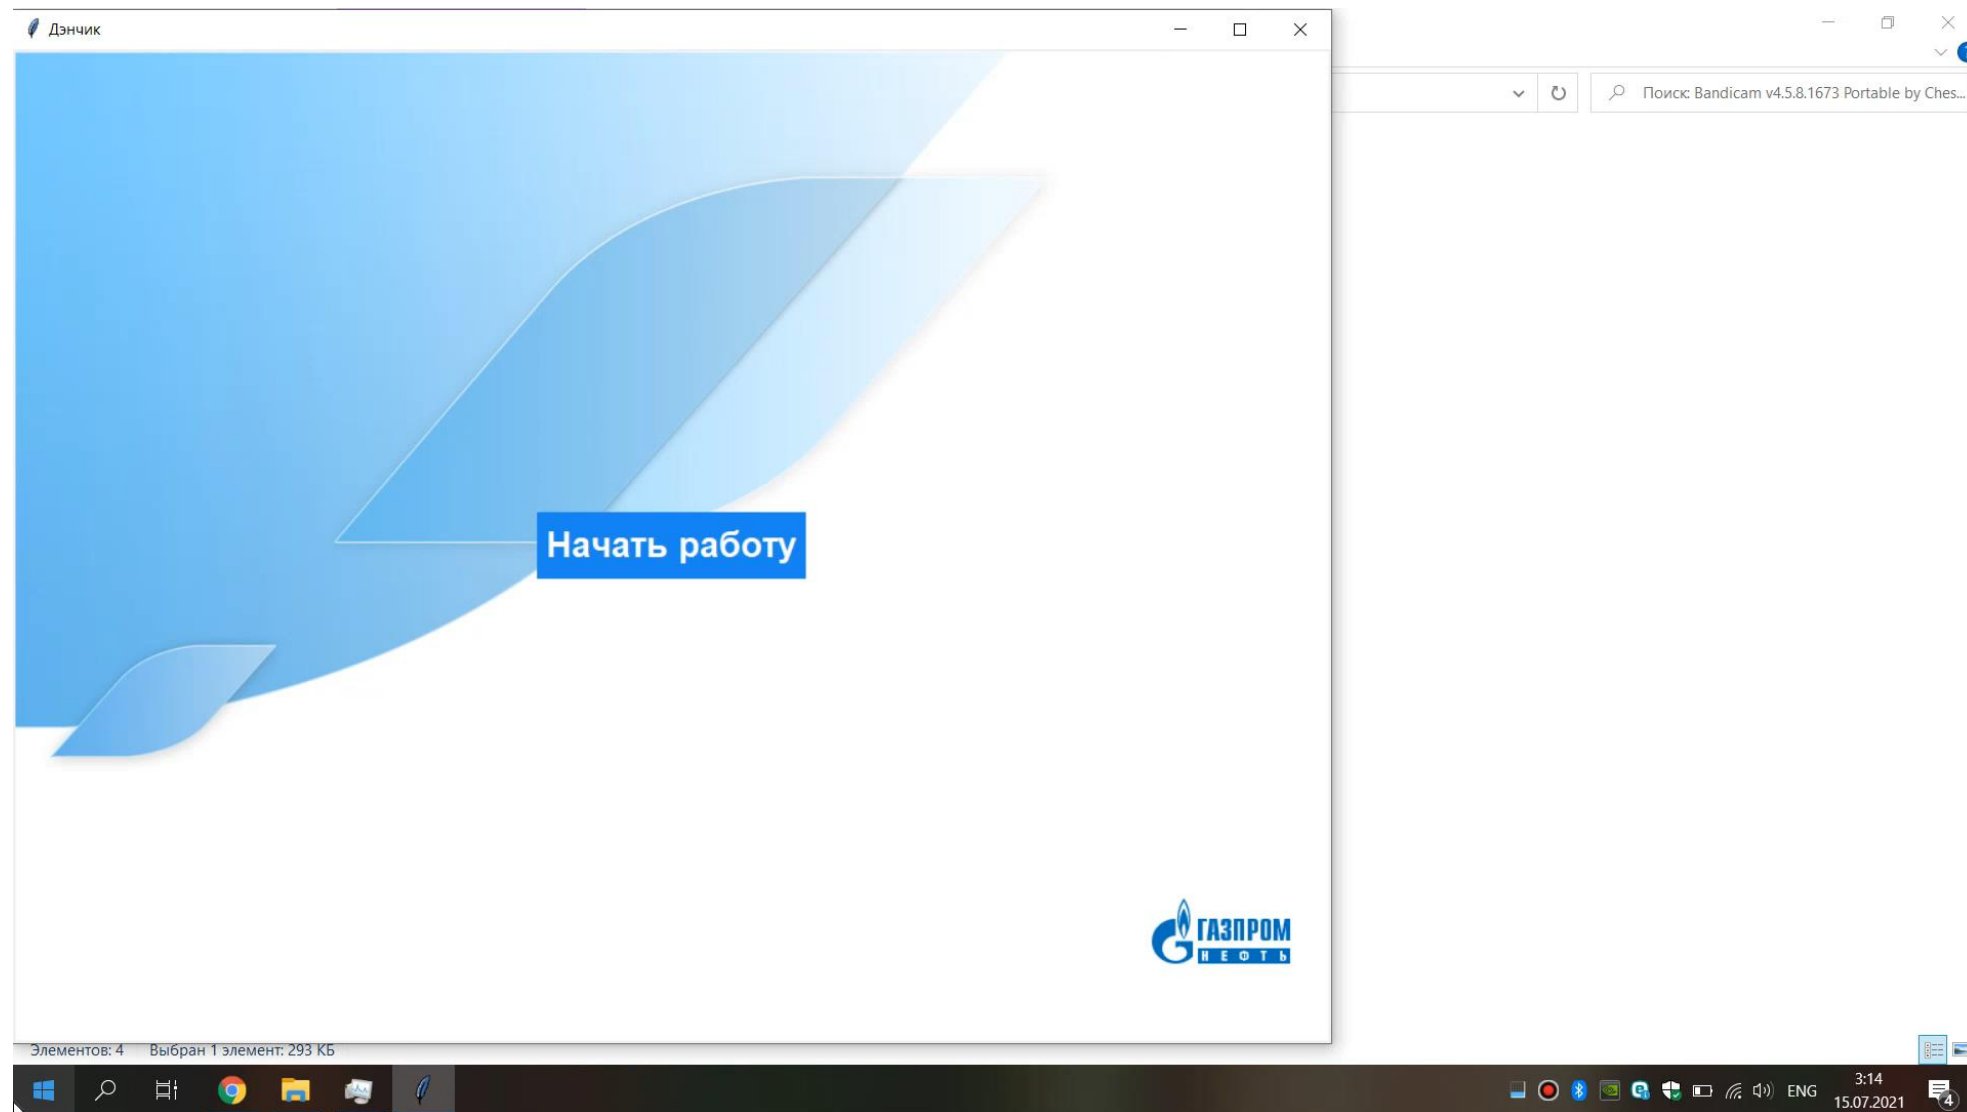 Дэнчик
Поиск: Bandicam v4.5.8.1673 Portable by Ches...
Начать работу
ГАЗПРОМ
НЕФТЬ
Элементов: 4 Выбран 1 элемент: 293 КБ
ENG
3:14
15.07.2021
4